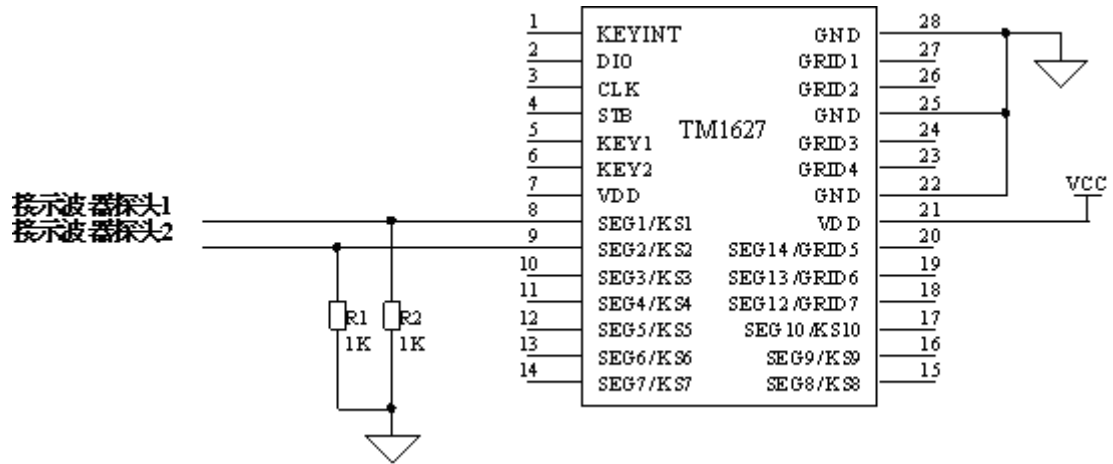 1 KEYINT GND 28
2 DIO GRID1 27
3 CLK GRID2 26
4 STB GND 25
TM1627
5 KEY1 GRID3 24
6 KEY2 GRID4 23
7 VDD GND 22
VCC
接示波器探头1
8 SEG1/KS1 VDD 21
接示波器探头2
9 SEG2/KS2 SEG14/GRID5 20
10 SEG3/KS3 SEG13/GRID6 19
11 SEG4/KS4 SEG12/GRID7 18
R1 R2
12 SEG5/KS5 SEG10/KS10 17
1K 1K
13 SEG6/KS6 SEG9/KS9 16
14 SEG7/KS7 SEG8/KS8 15